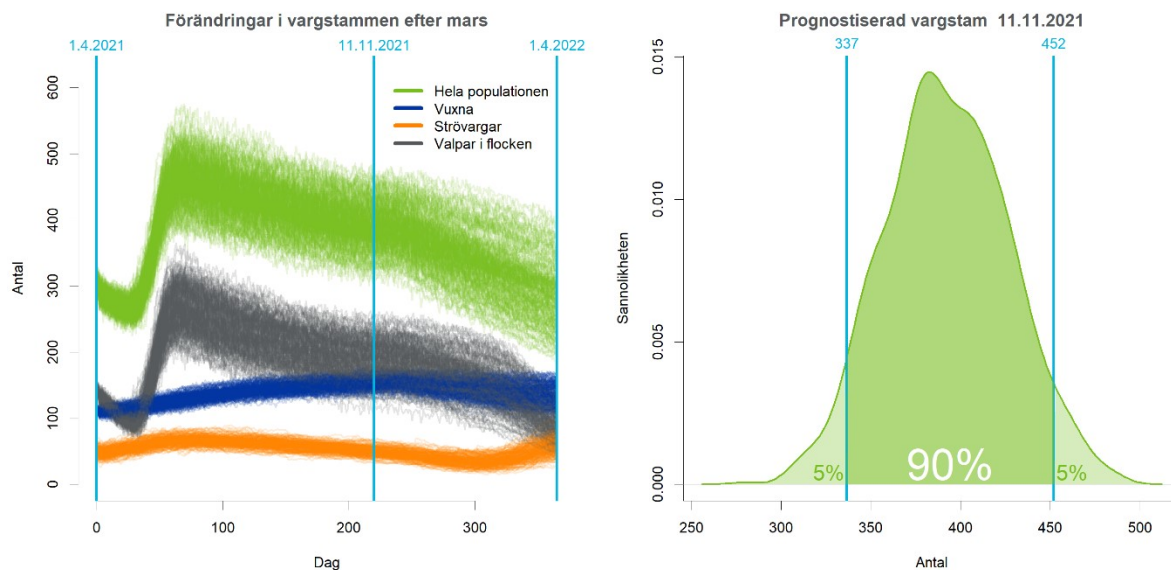 Förändringar i vargstammen efter mars
1.4.2021
11.11.2021
1.4.2022
Hela populationen
Vuxna
Strövargar
Valpar i flocken
Antal
600
500
400
300
200
100
0
0
100
200
300
Dag
Prognostiserad vargstam 11.11.2021
337
452
Sannolikheten
0.015
0.010
0.005
0.000
5%
90%
5%
250
300
350
400
450
500
Antal